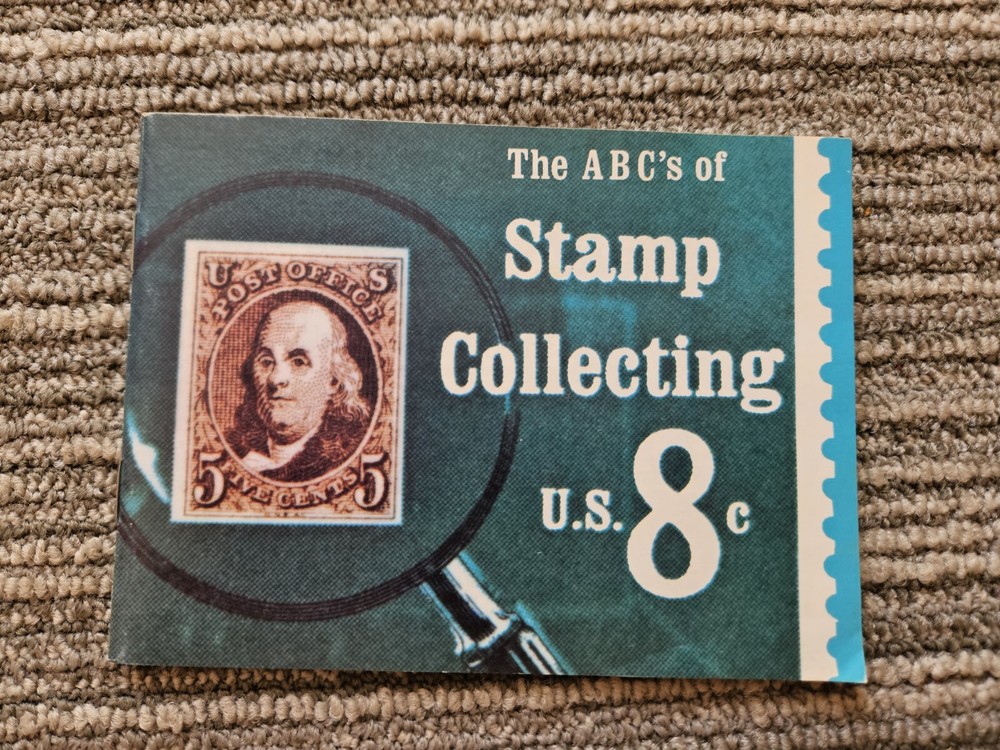 The ABC's of
Stamp
Collecting
U.S. 8c
U S
POST OFFICE
5 FIVE CENTS 5